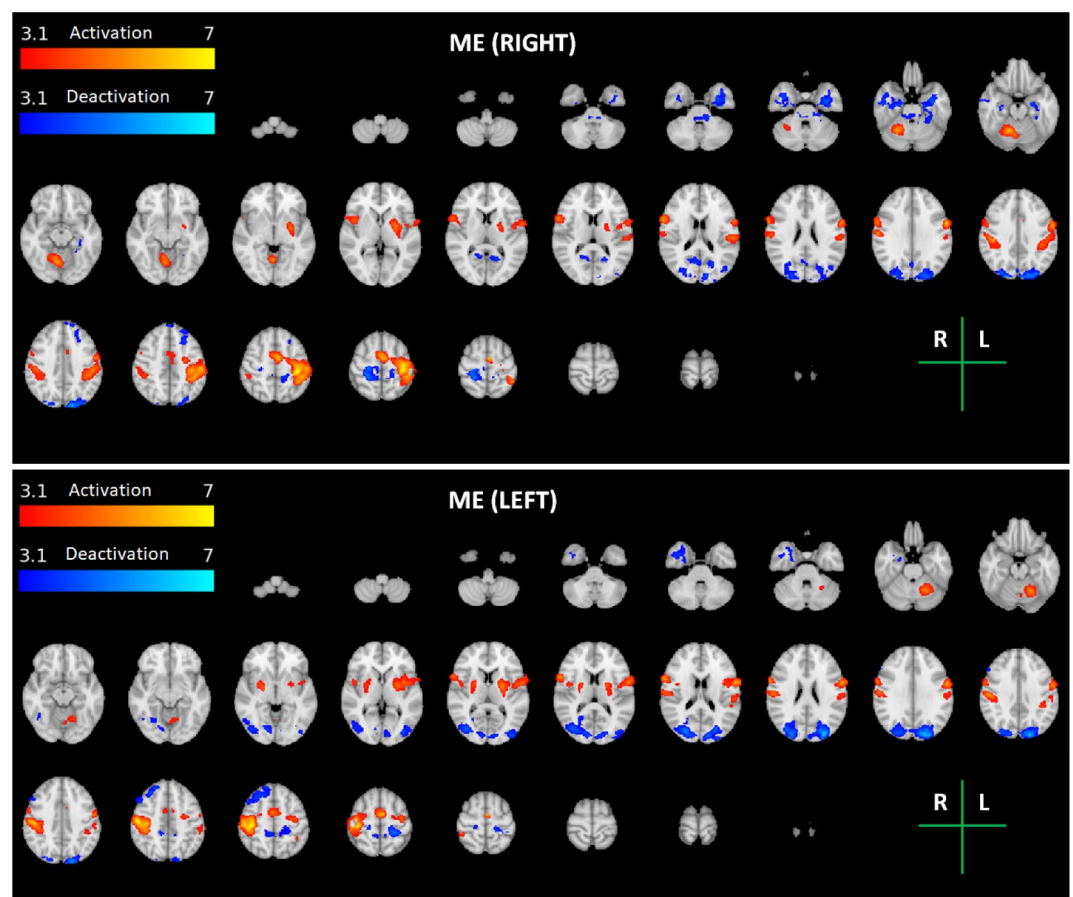 3.1 Activation 7
ME (RIGHT)
3.1 Deactivation 7
R L
3.1 Activation 7
ME (LEFT)
3.1 Deactivation 7
R L